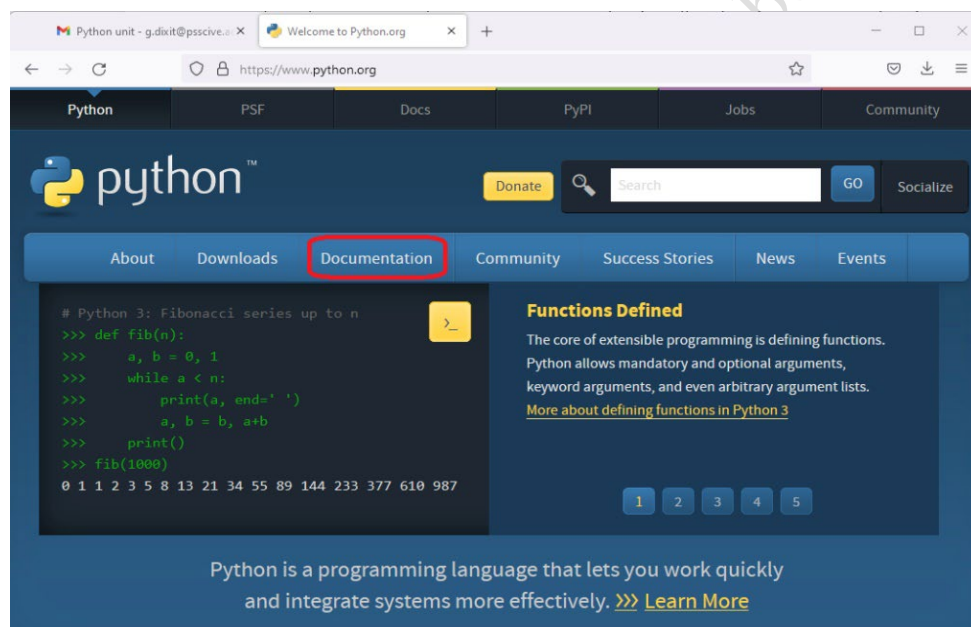 Python unit - g.dixit@psscive.a
Welcome to Python.org
https://www.python.org
Python PSF Docs PyPI Jobs Community
python™
Donate Search GO Socialize
About Downloads Documentation Community Success Stories News Events
# Python 3: Fibonacci series up to n
>>> def fib(n):
>>>     a, b = 0, 1
>>>     while a < n:
>>>         print(a, end=' ')
>>>         a, b = b, a+b
>>>     print()
>>> fib(1000)
0 1 1 2 3 5 8 13 21 34 55 89 144 233 377 610 987
>_
Functions Defined
The core of extensible programming is defining functions.
Python allows mandatory and optional arguments,
keyword arguments, and even arbitrary argument lists.
More about defining functions in Python 3
1 2 3 4 5
Python is a programming language that lets you work quickly
and integrate systems more effectively. >>> Learn More